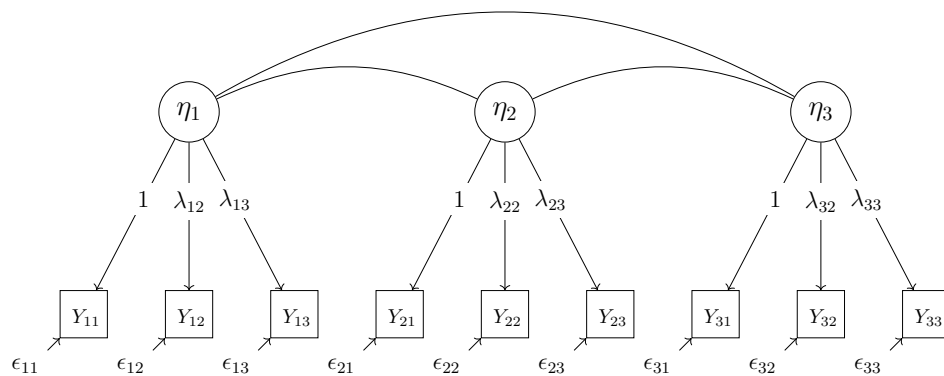 η₁ η₂ η₃
1 λ₁₂ λ₁₃ 1 λ₂₂ λ₂₃ 1 λ₃₂ λ₃₃
Y₁₁ Y₁₂ Y₁₃ Y₂₁ Y₂₂ Y₂₃ Y₃₁ Y₃₂ Y₃₃
ϵ₁₁ ϵ₁₂ ϵ₁₃ ϵ₂₁ ϵ₂₂ ϵ₂₃ ϵ₃₁ ϵ₃₂ ϵ₃₃